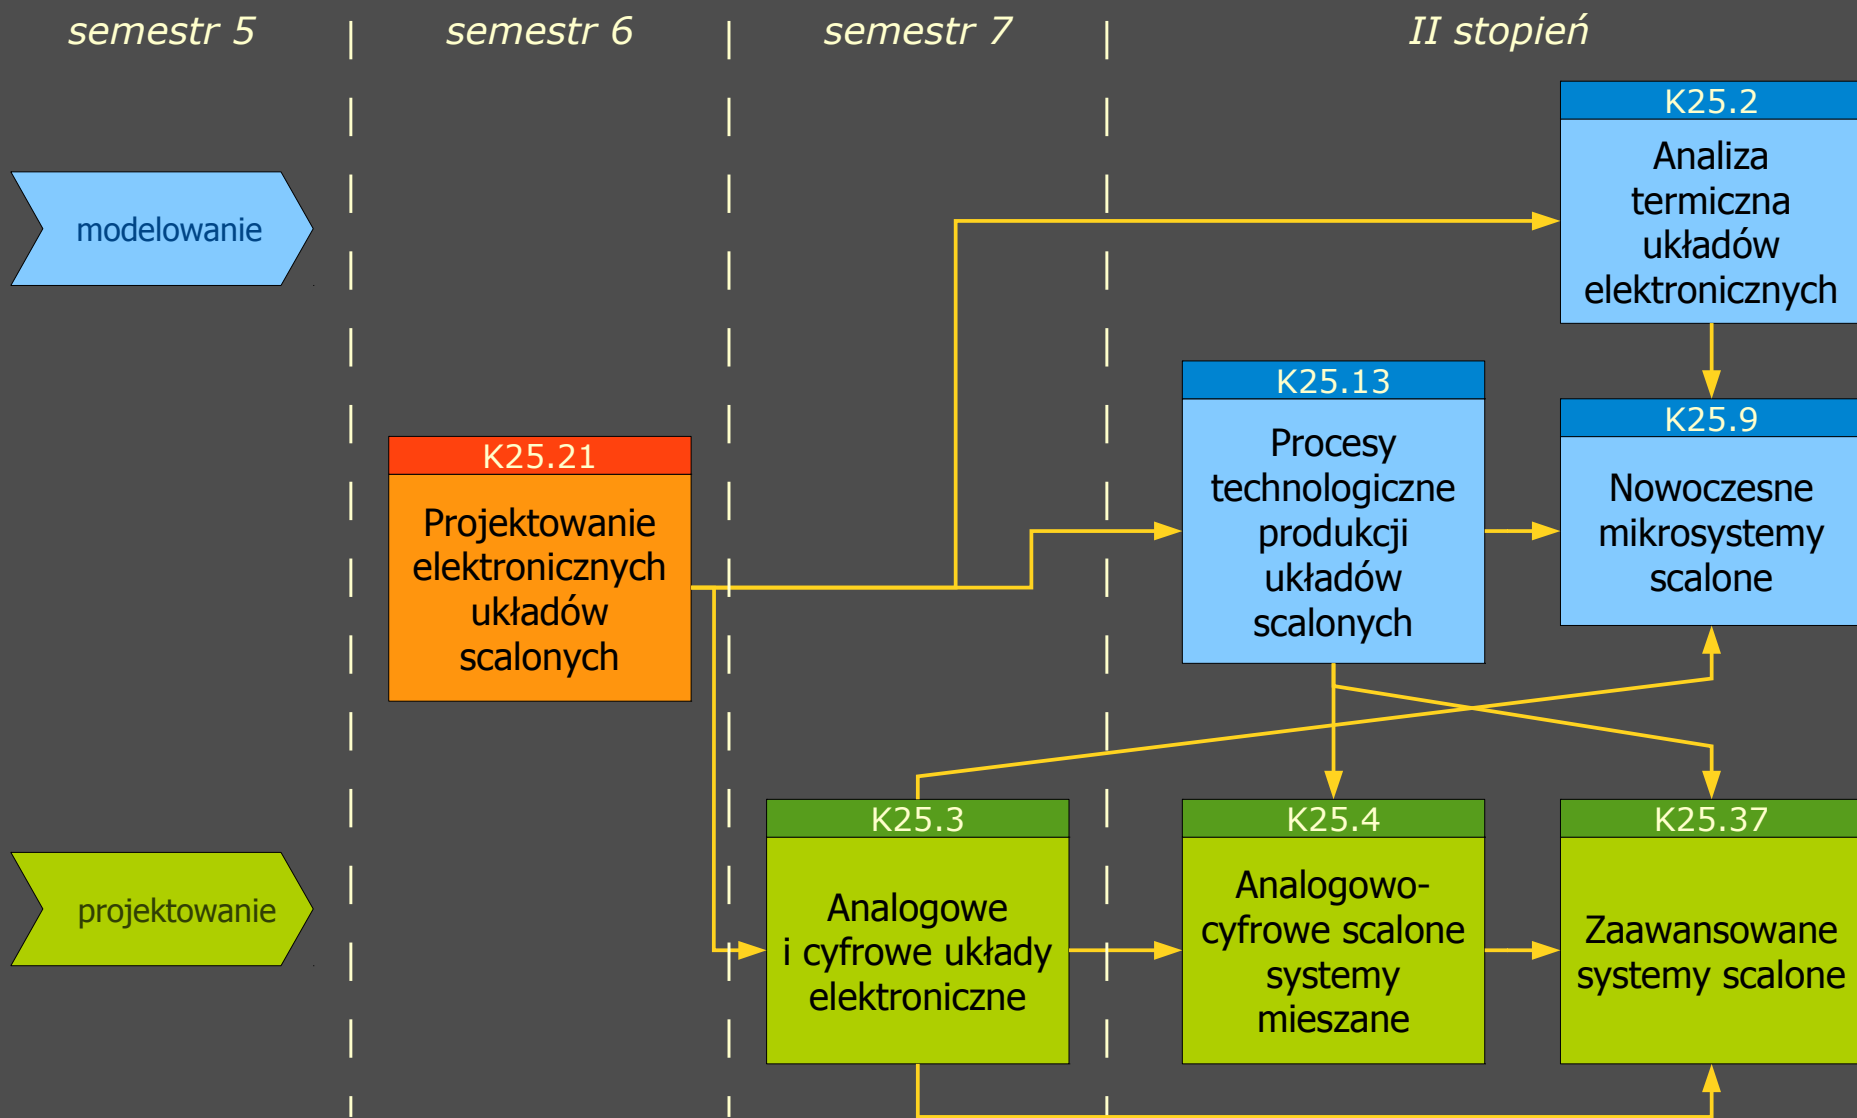 semestr 5
semestr 6
semestr 7
II stopień
K25.2
Analiza
termiczna
układów
elektronicznych
modelowanie
K25.13
Procesy
technologiczne
produkcji
układów
scalonych
K25.9
Nowoczesne
mikrosystemy
scalone
K25.21
Projektowanie
elektronicznych
układów
scalonych
projektowanie
K25.3
Analogowe
i cyfrowe układy
elektroniczne
K25.4
Analogowo-
cyfrowe scalone
systemy
mieszane
K25.37
Zaawansowane
systemy scalone